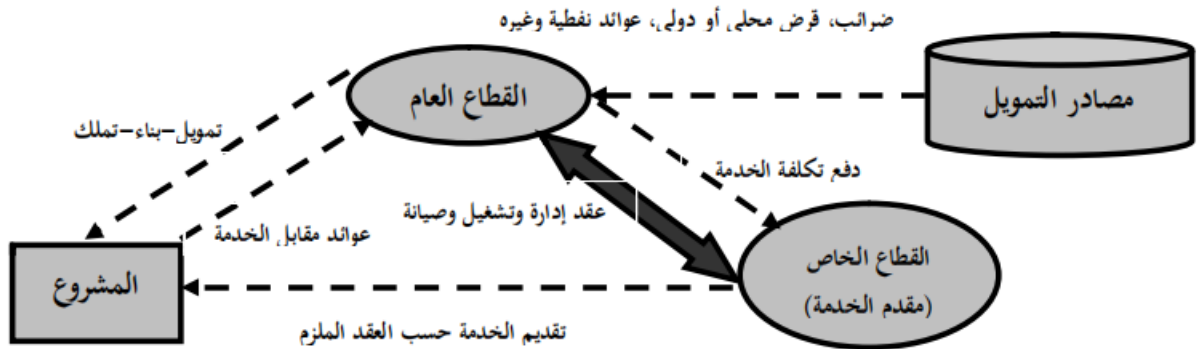 ضرائب، قرض محلي أو دولي، عوائد نفطية وغيره
مصادر التمويل
القطاع العام
تمويل-بناء-تملك
دفع تكلفة الخدمة
عقد إدارة وتشغيل وصيانة
عوائد مقابل الخدمة
القطاع الخاص
(مقدم الخدمة)
المشروع
تقديم الخدمة حسب العقد الملزم